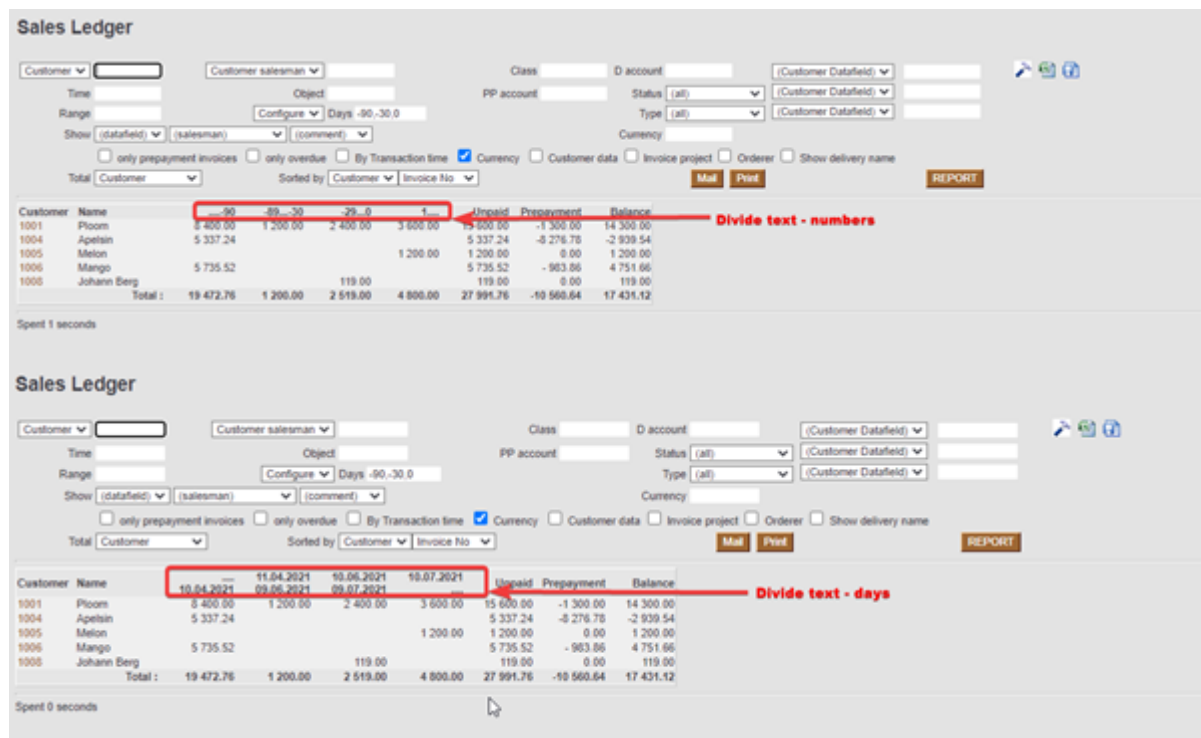 Sales Ledger
Customer Customer salesman Class D account (Customer Datafield)
Time Object PP account Status (all) (Customer Datafield)
Range Configure Days -90,-30,0 Type (all) (Customer Datafield)
Show (datafield) (salesman) (comment) Currency
only prepayment invoices only overdue By Transaction time Currency Customer data Invoice project Orderer Show delivery name
Total Customer Sorted by Customer Invoice No Mail Print REPORT
Customer Name ...-90 -89...-30 -29...0 1.... Unpaid Prepayment Balance
Divide text - numbers
1001 Ploom 8 400.00 1 200.00 2 400.00 3 600.00 15 600.00 -1 300.00 14 300.00
1004 Apelsin 5 337.24 5 337.24 -8 276.78 -2 939.54
1005 Melon 1 200.00 1 200.00 0.00 1 200.00
1006 Mango 5 735.52 5 735.52 - 983.86 4 751.66
1008 Johann Berg 119.00 119.00 0.00 119.00
Total : 19 472.76 1 200.00 2 519.00 4 800.00 27 991.76 -10 560.64 17 431.12
Spent 1 seconds
Sales Ledger
Customer Customer salesman Class D account (Customer Datafield)
Time Object PP account Status (all) (Customer Datafield)
Range Configure Days -90,-30,0 Type (all) (Customer Datafield)
Show (datafield) (salesman) (comment) Currency
only prepayment invoices only overdue By Transaction time Currency Customer data Invoice project Orderer Show delivery name
Total Customer Sorted by Customer Invoice No Mail Print REPORT
.... 11.04.2021 10.06.2021 10.07.2021
Customer Name 10.04.2021 09.06.2021 09.07.2021 .... Unpaid Prepayment Balance
Divide text - days
1001 Ploom 8 400.00 1 200.00 2 400.00 3 600.00 15 600.00 -1 300.00 14 300.00
1004 Apelsin 5 337.24 5 337.24 -8 276.78 -2 939.54
1005 Melon 1 200.00 1 200.00 0.00 1 200.00
1006 Mango 5 735.52 5 735.52 - 983.86 4 751.66
1008 Johann Berg 119.00 119.00 0.00 119.00
Total : 19 472.76 1 200.00 2 519.00 4 800.00 27 991.76 -10 560.64 17 431.12
Spent 0 seconds